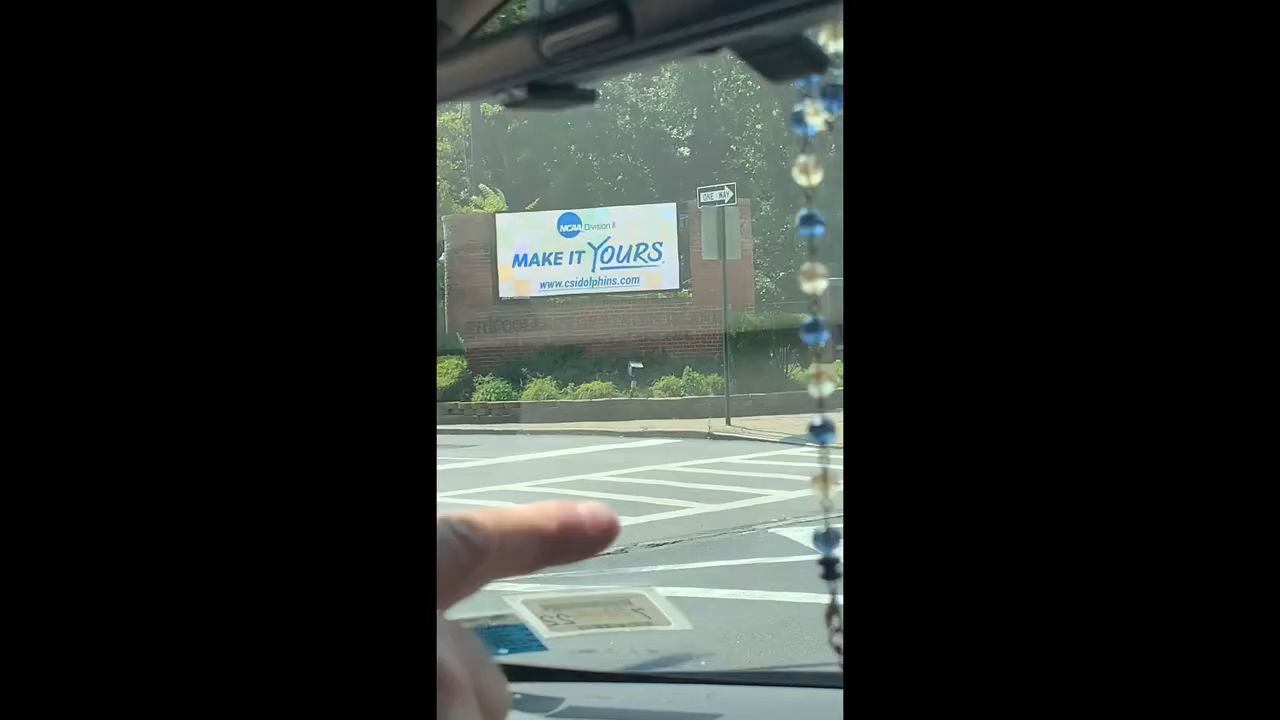 ONE WAY
NCAA Division II
MAKE IT YOURS
www.csidolphins.com